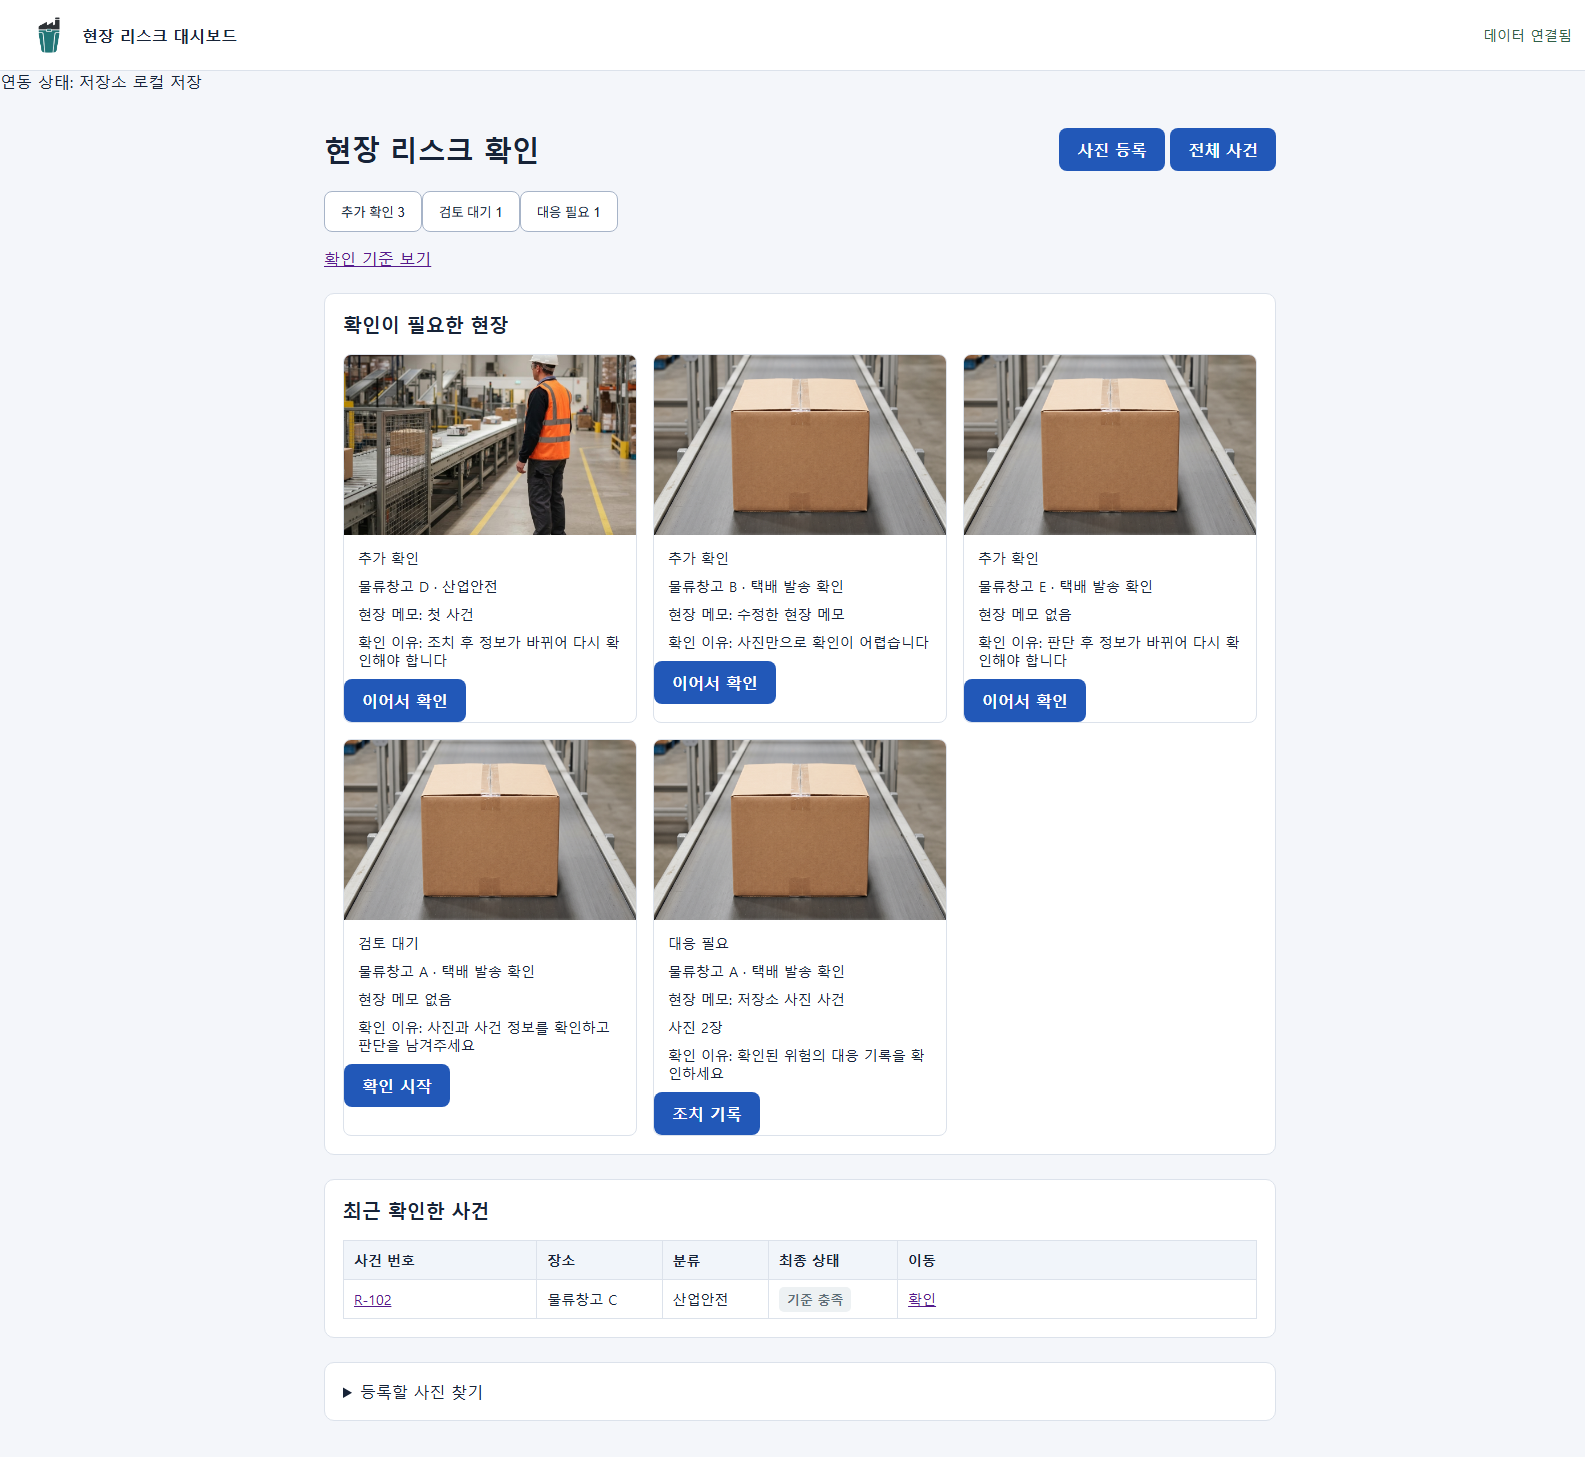 현장 리스크 대시보드
데이터 연결됨
연동 상태: 저장소 로컬 저장
현장 리스크 확인
사진 등록
전체 사건
추가 확인 3
검토 대기 1
대응 필요 1
확인 기준 보기
확인이 필요한 현장
추가 확인
물류창고 D · 산업안전
현장 메모: 첫 사건
확인 이유: 조치 후 정보가 바뀌어 다시 확
인해야 합니다
이어서 확인
추가 확인
물류창고 B · 택배 발송 확인
현장 메모: 수정한 현장 메모
확인 이유: 사진만으로 확인이 어렵습니다
이어서 확인
추가 확인
물류창고 E · 택배 발송 확인
현장 메모 없음
확인 이유: 판단 후 정보가 바뀌어 다시 확
인해야 합니다
이어서 확인
검토 대기
물류창고 A · 택배 발송 확인
현장 메모 없음
확인 이유: 사진과 사건 정보를 확인하고
판단을 남겨주세요
확인 시작
대응 필요
물류창고 A · 택배 발송 확인
현장 메모: 저장소 사진 사건
사진 2장
확인 이유: 확인된 위험의 대응 기록을 확
인하세요
조치 기록
최근 확인한 사건
사건 번호 장소 분류 최종 상태 이동
R-102 물류창고 C 산업안전 기준 충족 확인
▶ 등록할 사진 찾기